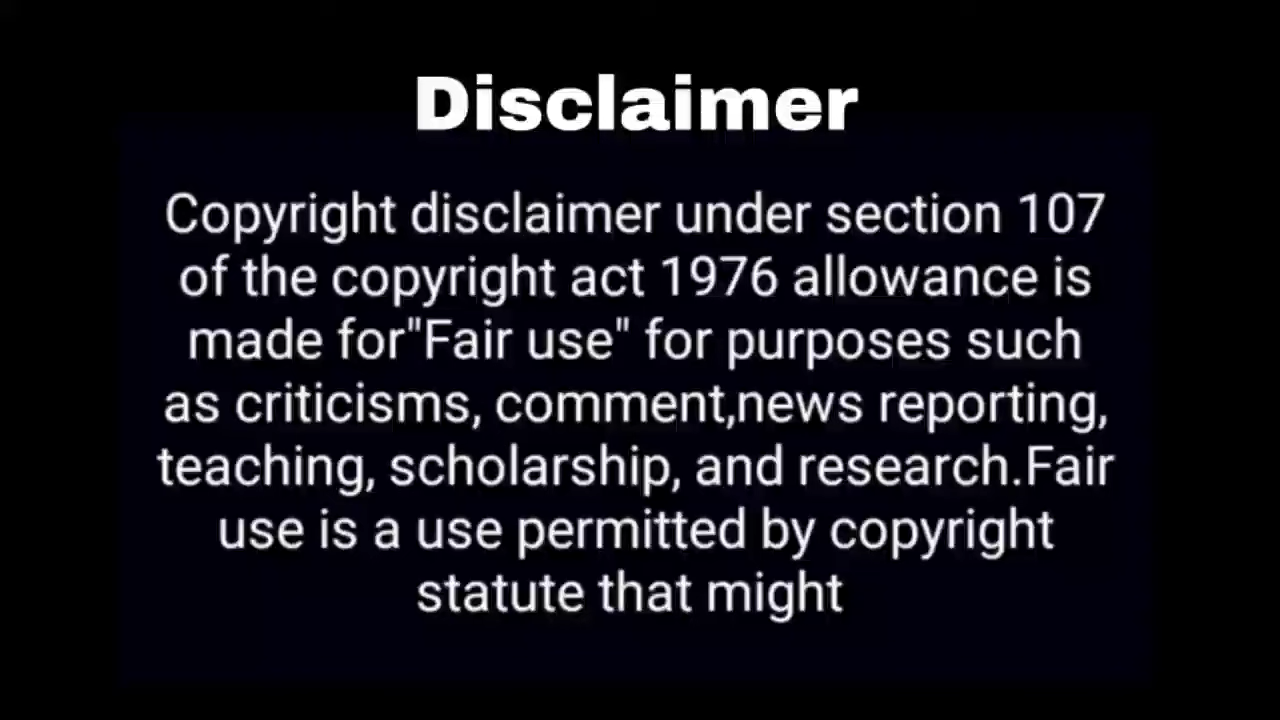 Disclaimer
Copyright disclaimer under section 107
of the copyright act 1976 allowance is
made for"Fair use" for purposes such
as criticisms, comment,news reporting,
teaching, scholarship, and research.Fair
use is a use permitted by copyright
statute that might